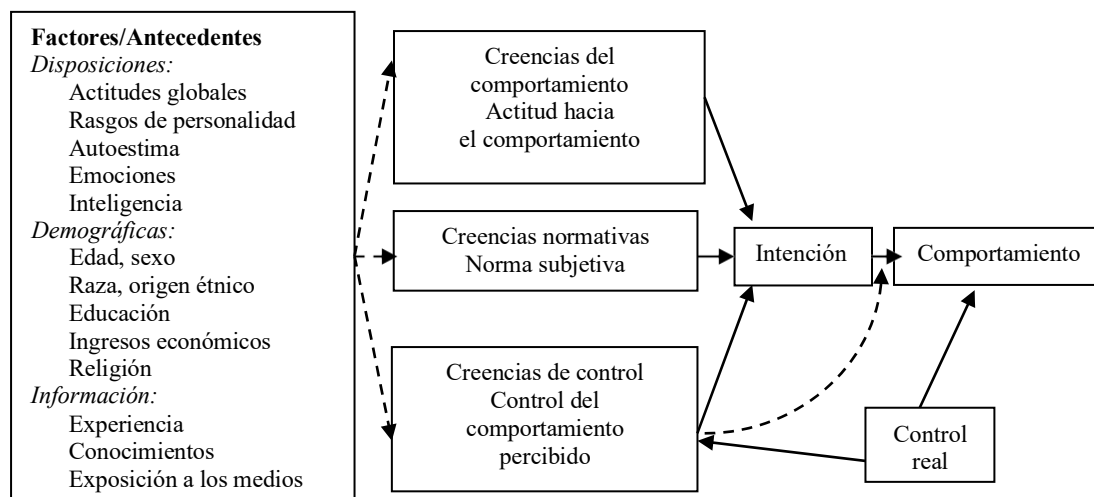 Factores/Antecedentes
Disposiciones:
Actitudes globales
Rasgos de personalidad
Autoestima
Emociones
Inteligencia
Demográficas:
Edad, sexo
Raza, origen étnico
Educación
Ingresos económicos
Religión
Información:
Experiencia
Conocimientos
Exposición a los medios
Creencias del
comportamiento
Actitud hacia
el comportamiento
Creencias normativas
Norma subjetiva
Creencias de control
Control del
comportamiento
percibido
Intención
Comportamiento
Control
real